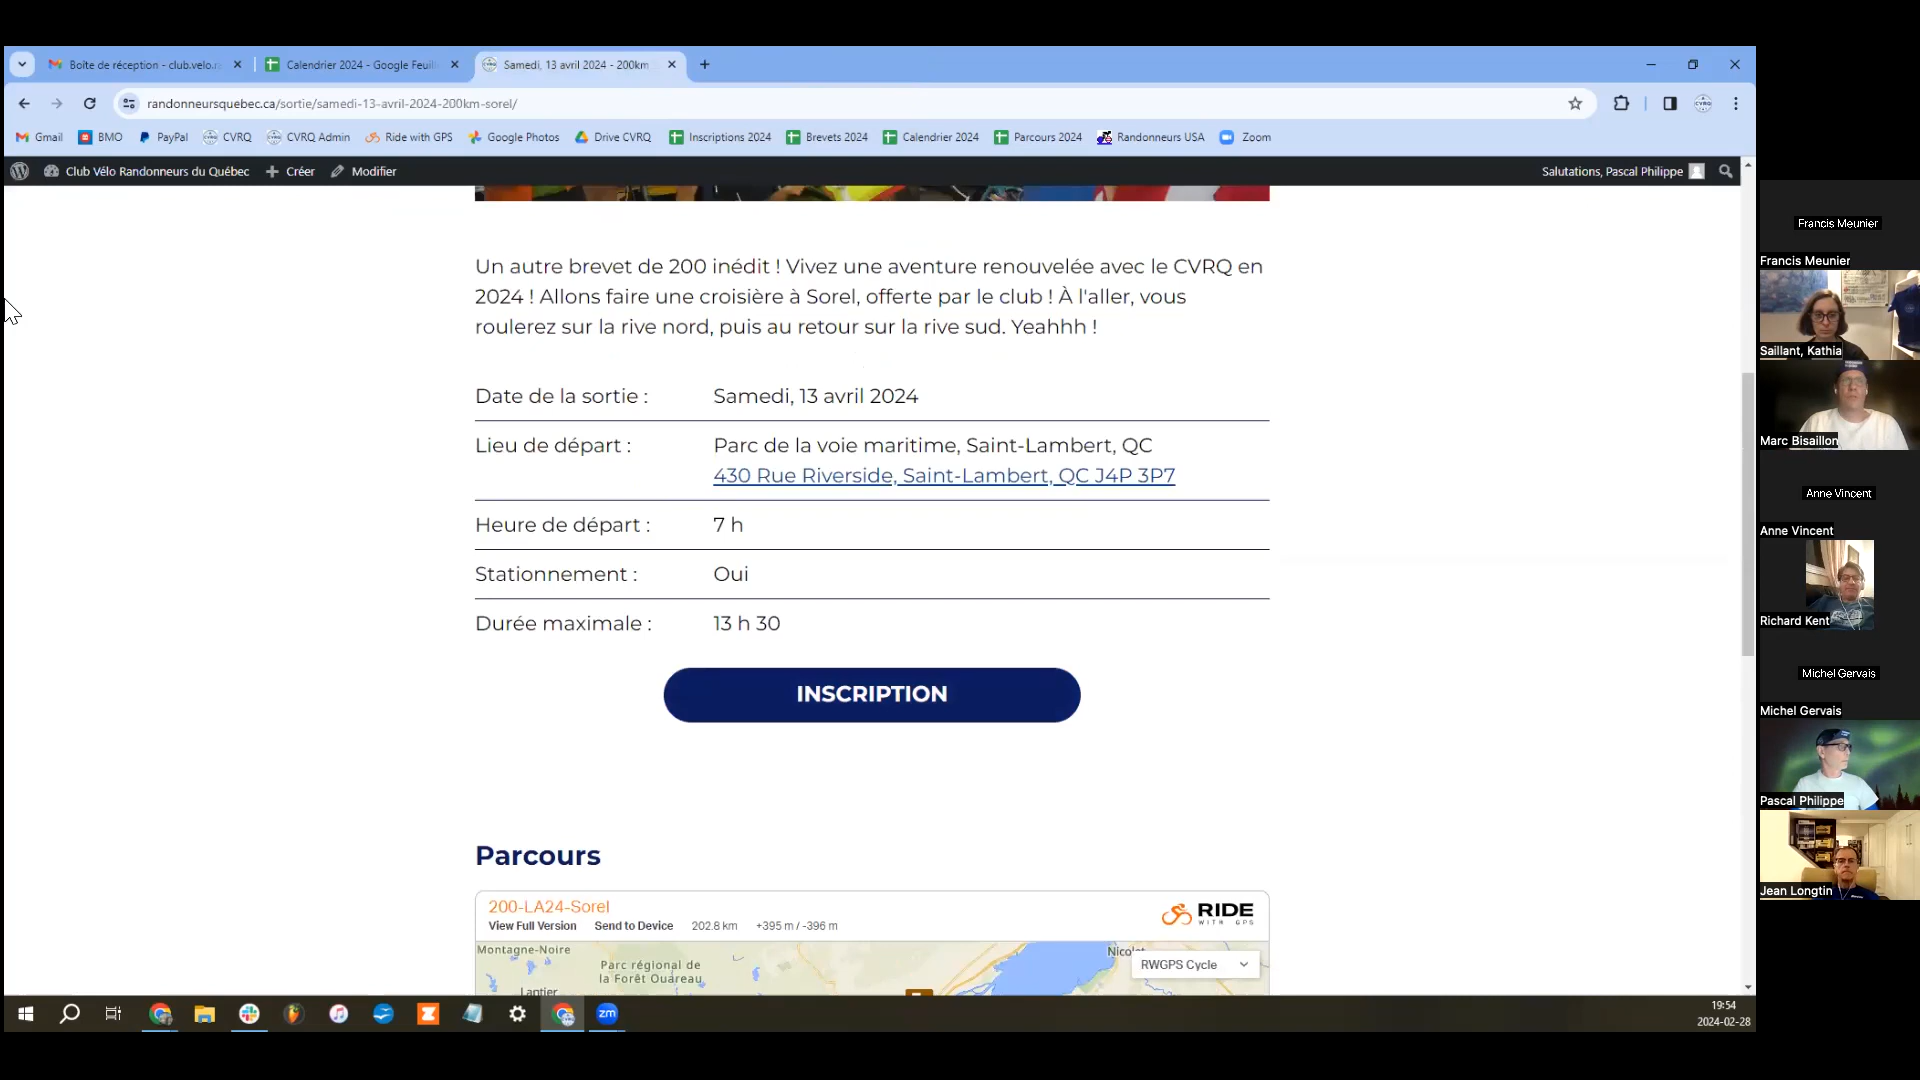 Boîte de réception - club.velo.r
Calendrier 2024 - Google Feuill
Samedi, 13 avril 2024 - 200km
randonneursquebec.ca/sortie/samedi-13-avril-2024-200km-sorel/
Gmail BMO PayPal CVRQ CVRQ Admin Ride with GPS Google Photos Drive CVRQ Inscriptions 2024 Brevets 2024 Calendrier 2024 Parcours 2024 Randonneurs USA Zoom
Club Vélo Randonneurs du Québec Créer Modifier Salutations, Pascal Philippe
Un autre brevet de 200 inédit ! Vivez une aventure renouvelée avec le CVRQ en
2024 ! Allons faire une croisière à Sorel, offerte par le club ! À l'aller, vous
roulerez sur la rive nord, puis au retour sur la rive sud. Yeahhh !
Date de la sortie : Samedi, 13 avril 2024
Lieu de départ : Parc de la voie maritime, Saint-Lambert, QC
430 Rue Riverside, Saint-Lambert, QC J4P 3P7
Heure de départ : 7 h
Stationnement : Oui
Durée maximale : 13 h 30
INSCRIPTION
Parcours
200-LA24-Sorel
View Full Version Send to Device 202.8 km +395 m / -396 m
RIDE
WITH GPS
Montagne-Noire
Parc régional de
la Forêt Ouareau
Lantier
Nicolet
RWGPS Cycle
zm
19:54
2024-02-28
Francis Meunier
Francis Meunier
Saillant, Kathia
Marc Bisaillon
Anne Vincent
Anne Vincent
Richard Kent
Michel Gervais
Michel Gervais
Pascal Philippe
Jean Longtin